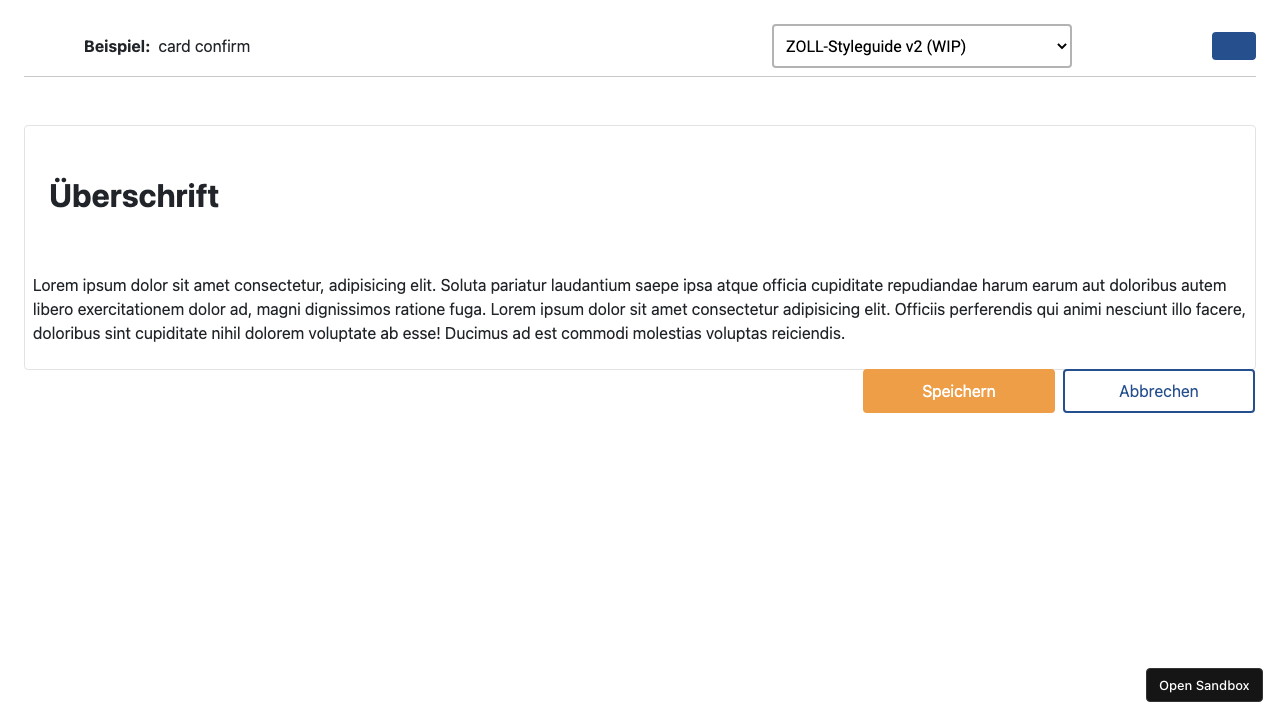 Beispiel: card confirm
ZOLL-Styleguide v2 (WIP)
Überschrift
Lorem ipsum dolor sit amet consectetur, adipisicing elit. Soluta pariatur laudantium saepe ipsa atque officia cupiditate repudiandae harum earum aut doloribus autem
libero exercitationem dolor ad, magni dignissimos ratione fuga. Lorem ipsum dolor sit amet consectetur adipisicing elit. Officiis perferendis qui animi nesciunt illo facere,
doloribus sint cupiditate nihil dolorem voluptate ab esse! Ducimus ad est commodi molestias voluptas reiciendis.
Speichern
Abbrechen
Open Sandbox